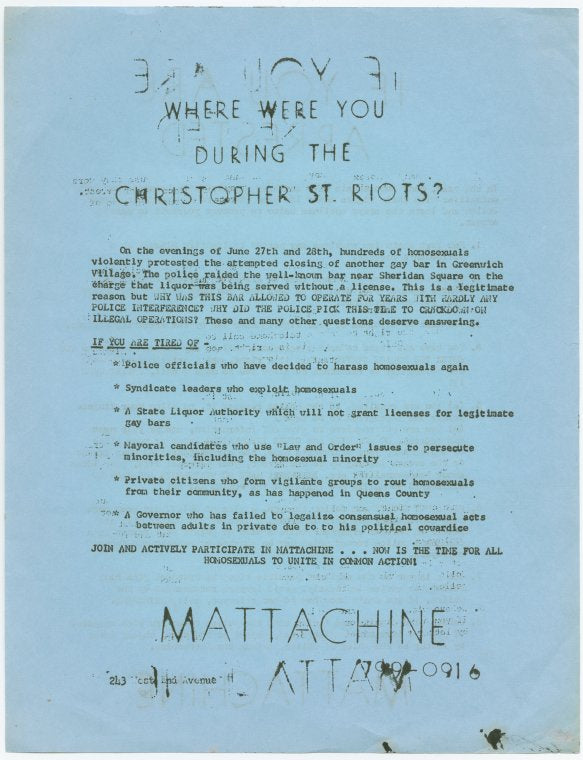 WHERE WERE YOU
DURING THE
CHRISTOPHER ST. RIOTS?
On the evenings of June 27th and 28th, hundreds of homosexuals
violently protested the attempted closing of another gay bar in Greenwich
Village. The police raided the well-known bar near Sheridan Square on the
charge that liquor was being served without a license. This is a legitimate
reason but WHY WAS THIS BAR ALLOWED TO OPERATE FOR YEARS WITH HARDLY ANY
POLICE INTERFERENCE? WHY DID THE POLICE PICK THIS TIME TO CRACKDOWN ON
ILLEGAL OPERATIONS? These and many other questions deserve answering.
IF YOU ARE TIRED OF -
* Police officials who have decided to harass homosexuals again
* Syndicate leaders who exploit homosexuals
* A State Liquor Authority which will not grant licenses for legitimate
gay bars
* Mayoral candidates who use "Law and Order" issues to persecute
minorities, including the homosexual minority
* Private citizens who form vigilante groups to rout homosexuals
from their community, as has happened in Queens County
* A Governor who has failed to legalize consensual homosexual acts
between adults in private due to to his political cowardice
JOIN AND ACTIVELY PARTICIPATE IN MATTACHINE . . . NOW IS THE TIME FOR ALL
HOMOSEXUALS TO UNITE IN COMMON ACTION!
MATTACHINE
243 West End Avenue
799-0916